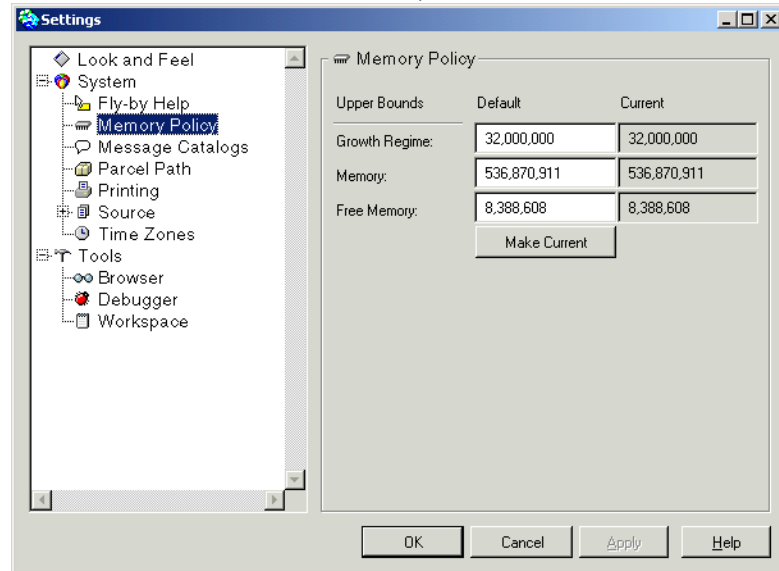 Settings
Look and Feel
System
Fly-by Help
Memory Policy
Message Catalogs
Parcel Path
Printing
Source
Time Zones
Tools
Browser
Debugger
Workspace
Memory Policy
Upper Bounds Default Current
Growth Regime: 32,000,000 32,000,000
Memory: 536,870,911 536,870,911
Free Memory: 8,388,608 8,388,608
Make Current
OK Cancel Apply Help